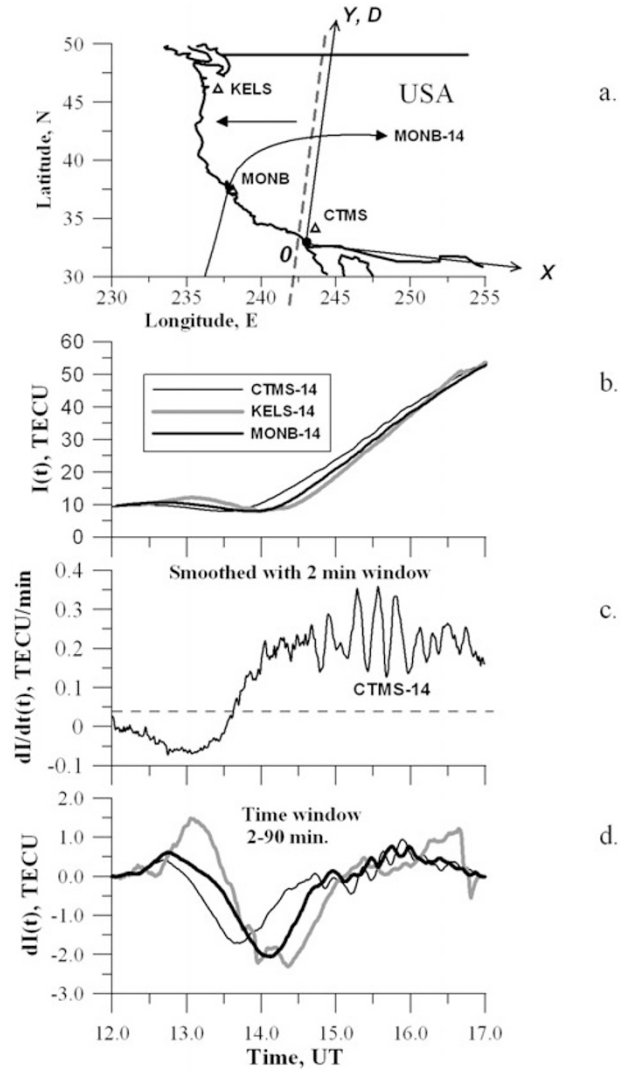 Y, D
a.
Latitude, N
50
45
40
35
30
KELS
USA
MONB-14
MONB
CTMS
0
X
230
235
240
245
250
255
Longitude, E
b.
I(t), TECU
60
50
40
30
20
10
0
CTMS-14
KELS-14
MONB-14
c.
dI/dt(t), TECU/min
0.4
0.3
0.2
0.1
0
-0.1
Smoothed with 2 min window
CTMS-14
d.
dI(t), TECU
2.0
1.0
0.0
-1.0
-2.0
-3.0
Time window
2-90 min.
12.0
13.0
14.0
15.0
16.0
17.0
Time, UT